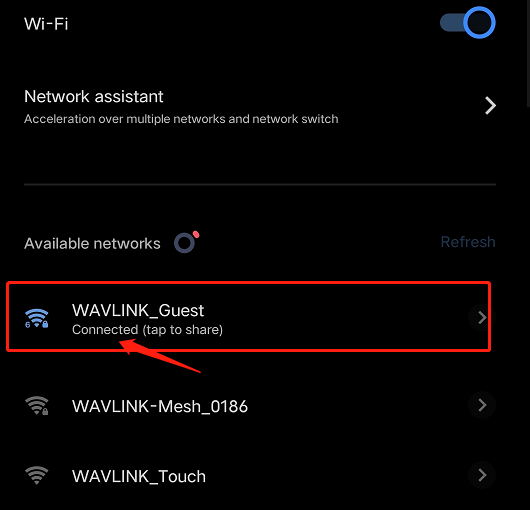 Wi-Fi
Network assistant
Acceleration over multiple networks and network switch
Available networks
Refresh
WAVLINK_Guest
6
Connected (tap to share)
WAVLINK-Mesh_0186
WAVLINK_Touch